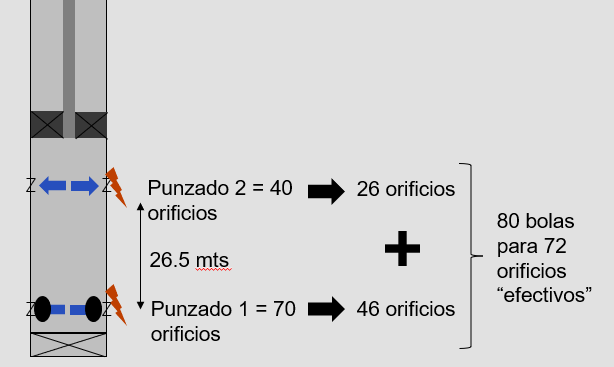 Punzado 2 = 40
orificios
26 orificios
26.5 mts
Punzado 1 = 70
orificios
46 orificios
80 bolas
para 72
orificios
“efectivos”
Z
Z
Z
Z